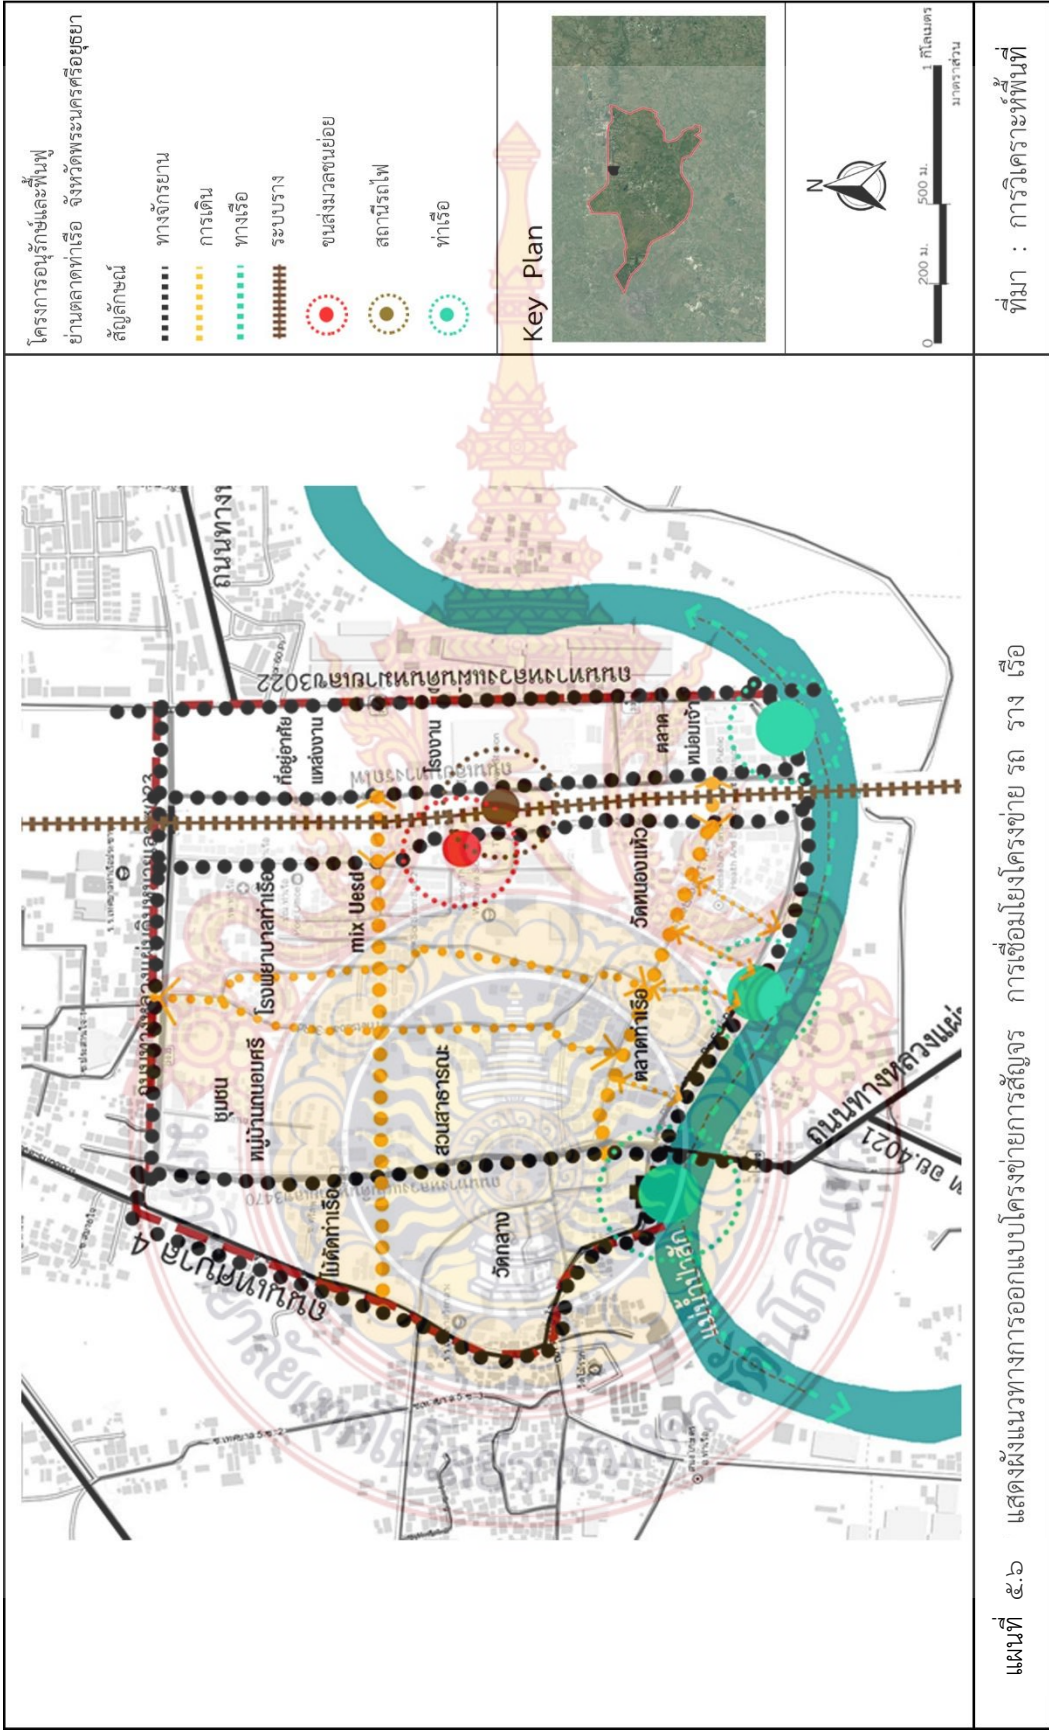 โครงการอนุรักษ์และฟื้นฟู
ย่านตลาดท่าเรือ จังหวัดพระนครศรีอยุธยา
สัญลักษณ์
ทางจักรยาน
การเดิน
ทางเรือ
ระบบราง
ขนส่งมวลชนย่อย
สถานีรถไฟ
ท่าเรือ
Key Plan
N
0 200 ม. 500 ม. 1 กิโลเมตร
มาตราส่วน
ที่มา : การวิเคราะห์พื้นที่
ถนนทางหลวงแผ่นดินหมายเลข3022
ที่อยู่อาศัย
แหล่งงาน
โรงงาน
ตลาด
หม่อมเจ้า
ถนนเลียบทางรถไฟ
โรงพยาบาลท่าเรือ
mix Uesd
วัดหนองแห้ว
ชุมชน
หมู่บ้านถนอมศรี
สวนสาธารณะ
ตลาดท่าเรือ
ไม้ดัดท่าเรือ
วัดกลาง
ถนนเทศบาล 4
แม่น้ำป่าสัก
ถนนทางหลวงแผ่
อย.4021
แผนที่ ๕.๖ แสดงผังแนวทางการออกแบบโครงข่ายการสัญจร การเชื่อมโยงโครงข่าย รถ ราง เรือ